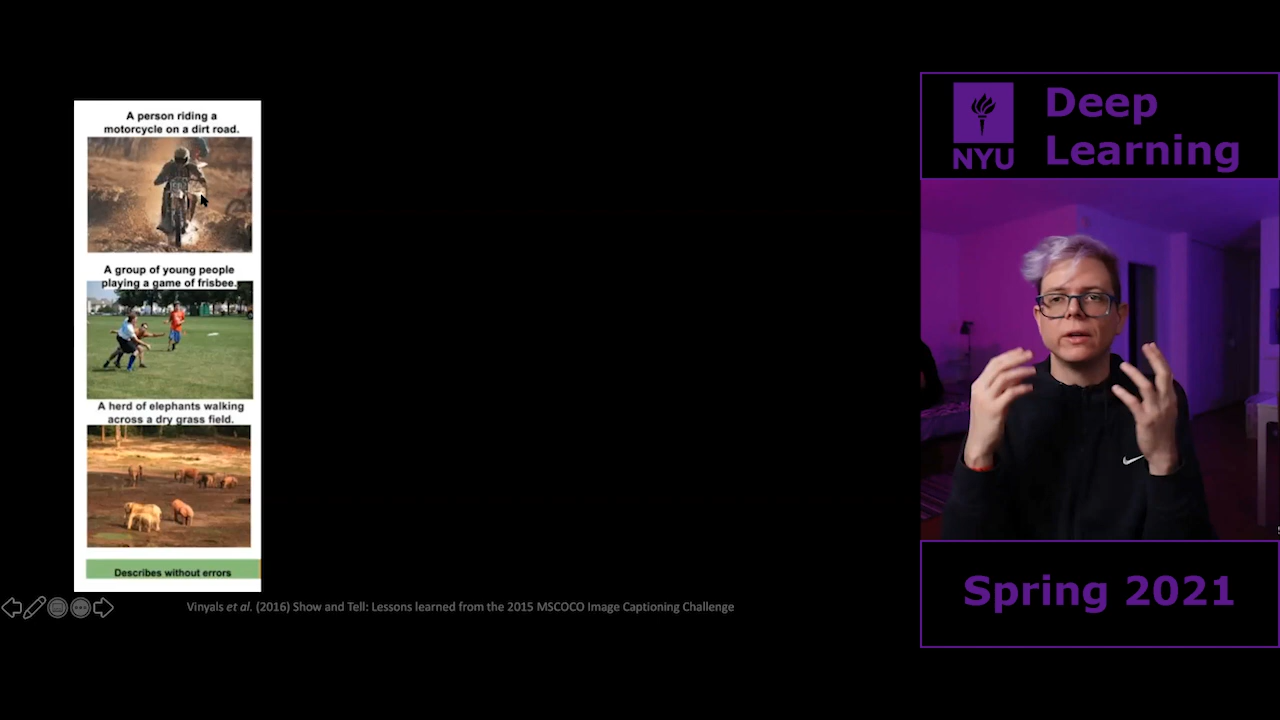 A person riding a
motorcycle on a dirt road.
A group of young people
playing a game of frisbee.
A herd of elephants walking
across a dry grass field.
Describes without errors
Vinyals et al. (2016) Show and Tell: Lessons learned from the 2015 MSCOCO Image Captioning Challenge
NYU
Deep
Learning
Spring 2021